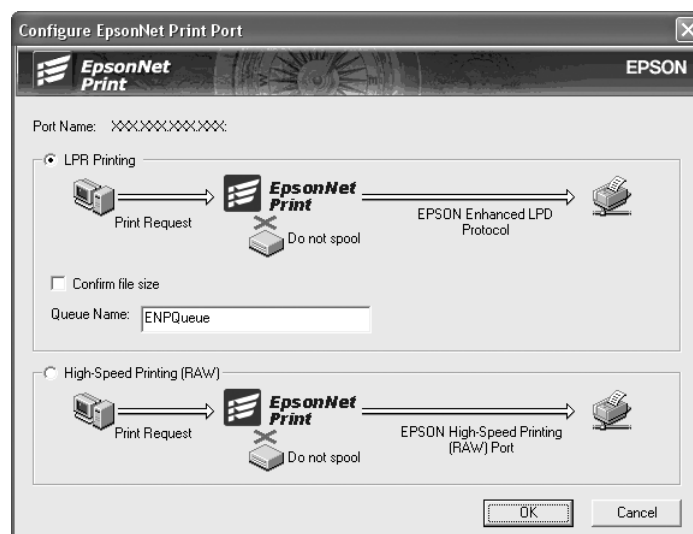 Configure EpsonNet Print Port
EpsonNet
Print
EPSON
Port Name: XXX.XXX.XXX.XXX:
LPR Printing
EpsonNet
Print
Print Request
Do not spool
EPSON Enhanced LPD
Protocol
Confirm file size
Queue Name: ENPQueue
High-Speed Printing (RAW)
EpsonNet
Print
Print Request
Do not spool
EPSON High-Speed Printing
(RAW) Port
OK
Cancel